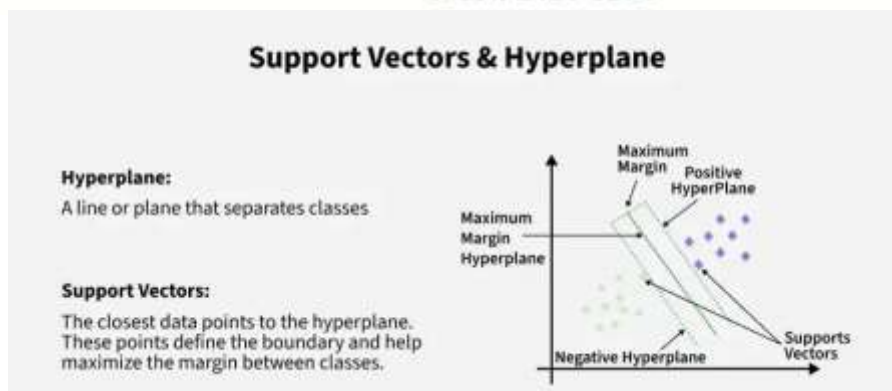 Support Vectors & Hyperplane
Hyperplane:
A line or plane that separates classes
Support Vectors:
The closest data points to the hyperplane.
These points define the boundary and help
maximize the margin between classes.
Maximum
Margin
Positive
HyperPlane
Maximum
Margin
Hyperplane
Negative Hyperplane
Supports
Vectors